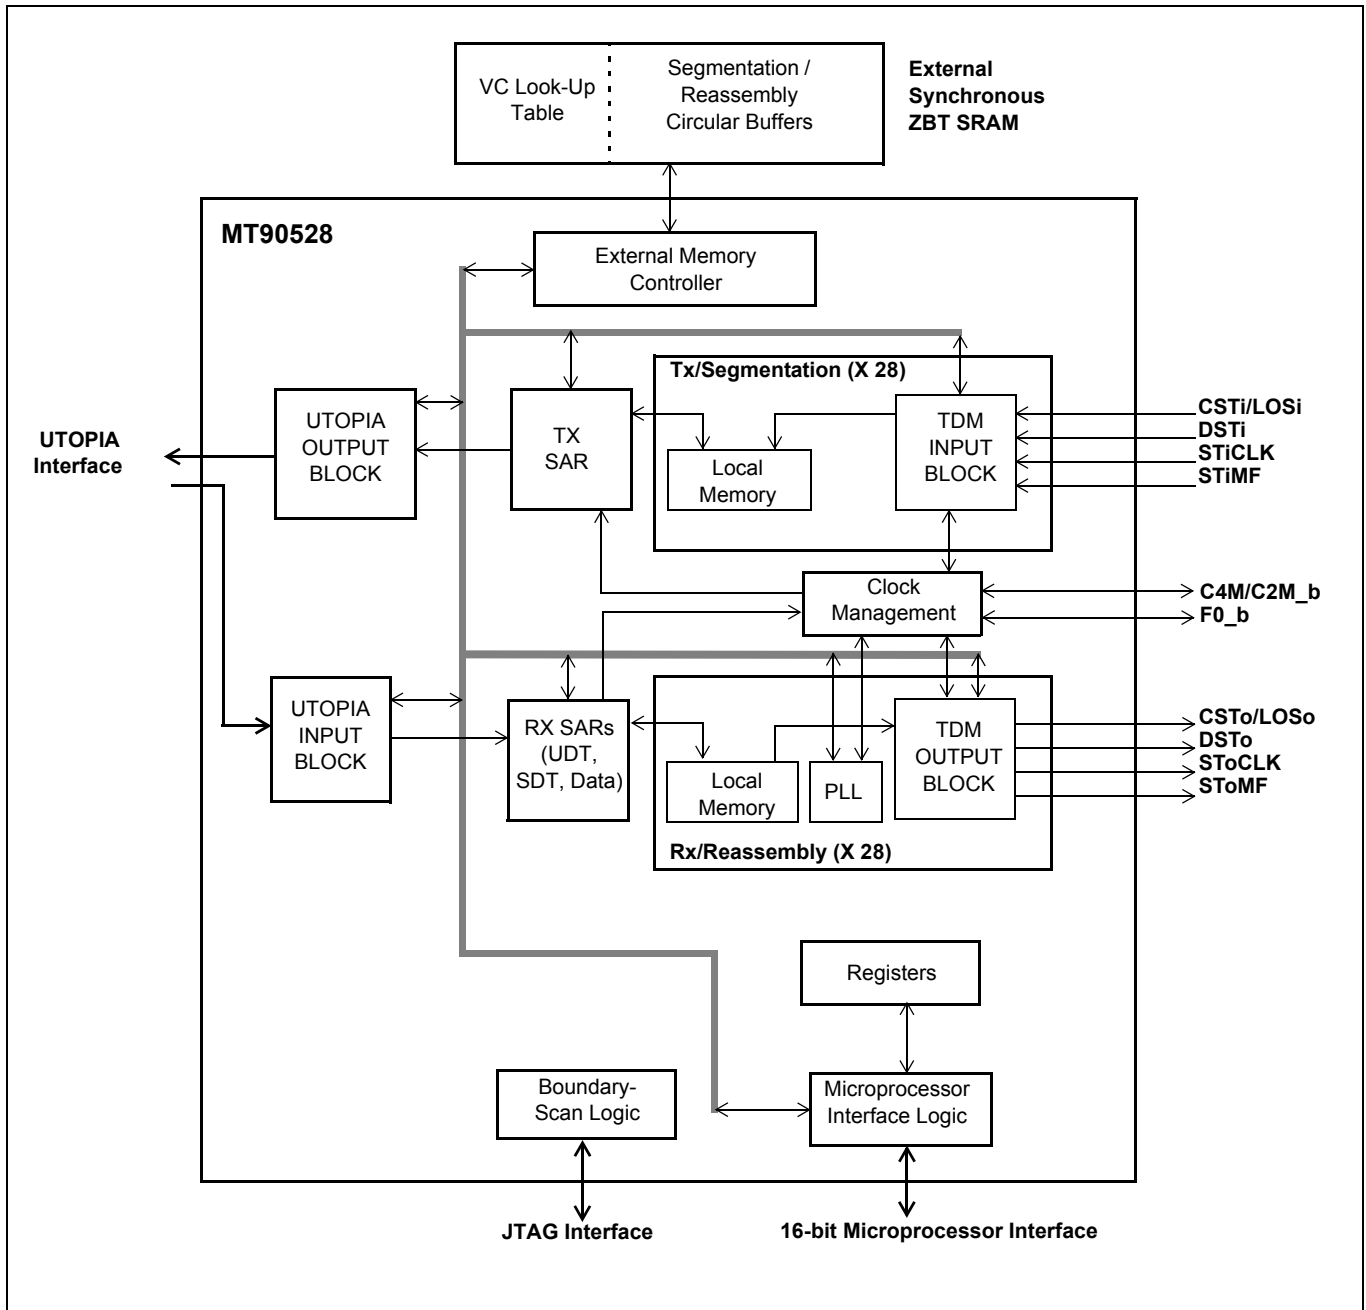 VC Look-Up
Table
Segmentation /
Reassembly
Circular Buffers
External
Synchronous
ZBT SRAM
MT90528
External Memory
Controller
Tx/Segmentation (X 28)
UTOPIA
OUTPUT
BLOCK
TX
SAR
Local
Memory
TDM
INPUT
BLOCK
CSTi/LOSi
DSTi
STiCLK
STiMF
UTOPIA
Interface
Clock
Management
C4M/C2M_b
F0_b
UTOPIA
INPUT
BLOCK
RX SARs
(UDT,
SDT, Data)
Local
Memory
PLL
TDM
OUTPUT
BLOCK
CSTo/LOSo
DSTo
SToCLK
SToMF
Rx/Reassembly (X 28)
Registers
Boundary-
Scan Logic
Microprocessor
Interface Logic
JTAG Interface
16-bit Microprocessor Interface